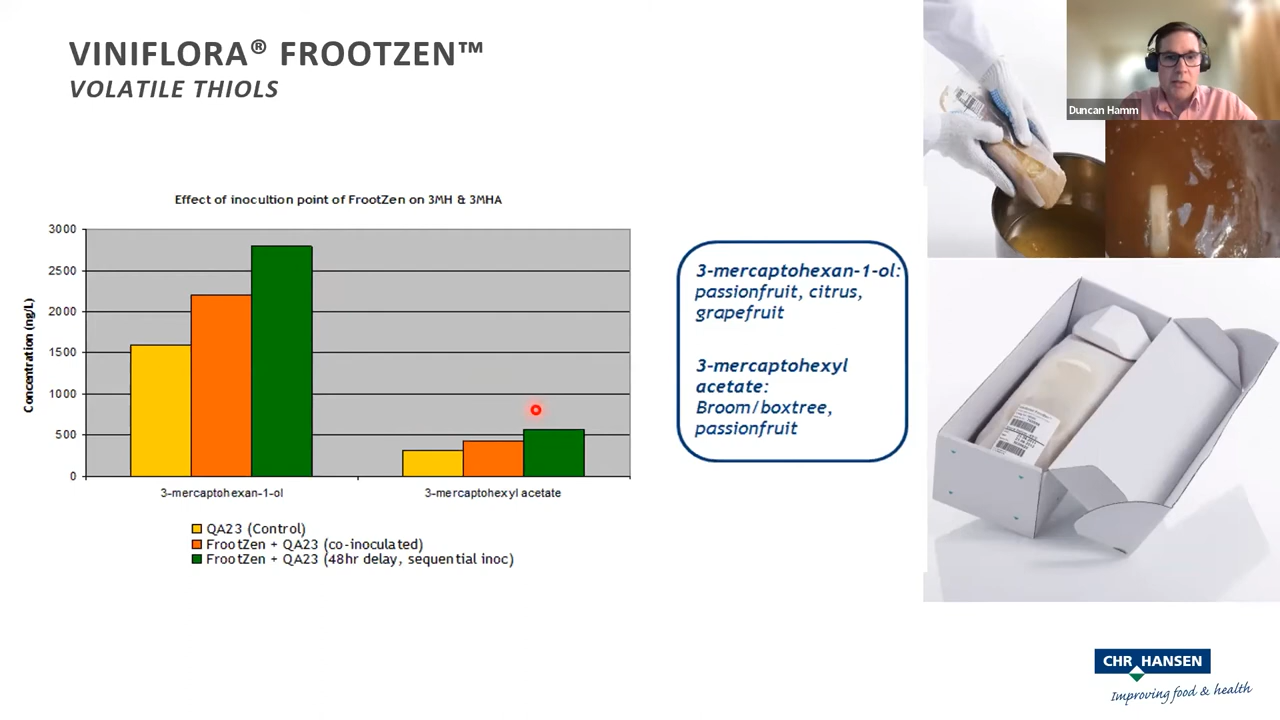 VINIFLORA® FROOTZEN™
VOLATILE THIOLS
Duncan Hamm
Effect of inocultion point of FrootZen on 3MH & 3MHA
Concentration (ng/L)
3000
2500
2000
1500
1000
500
0
3-mercaptohexan-1-ol
3-mercaptohexyl acetate
QA23 (Control)
FrootZen + QA23 (co-inoculated)
FrootZen + QA23 (48hr delay, sequential inoc)
3-mercaptohexan-1-ol:
passionfruit, citrus,
grapefruit
3-mercaptohexyl
acetate:
Broom/boxtree,
passionfruit
CHR HANSEN
Improving food & health